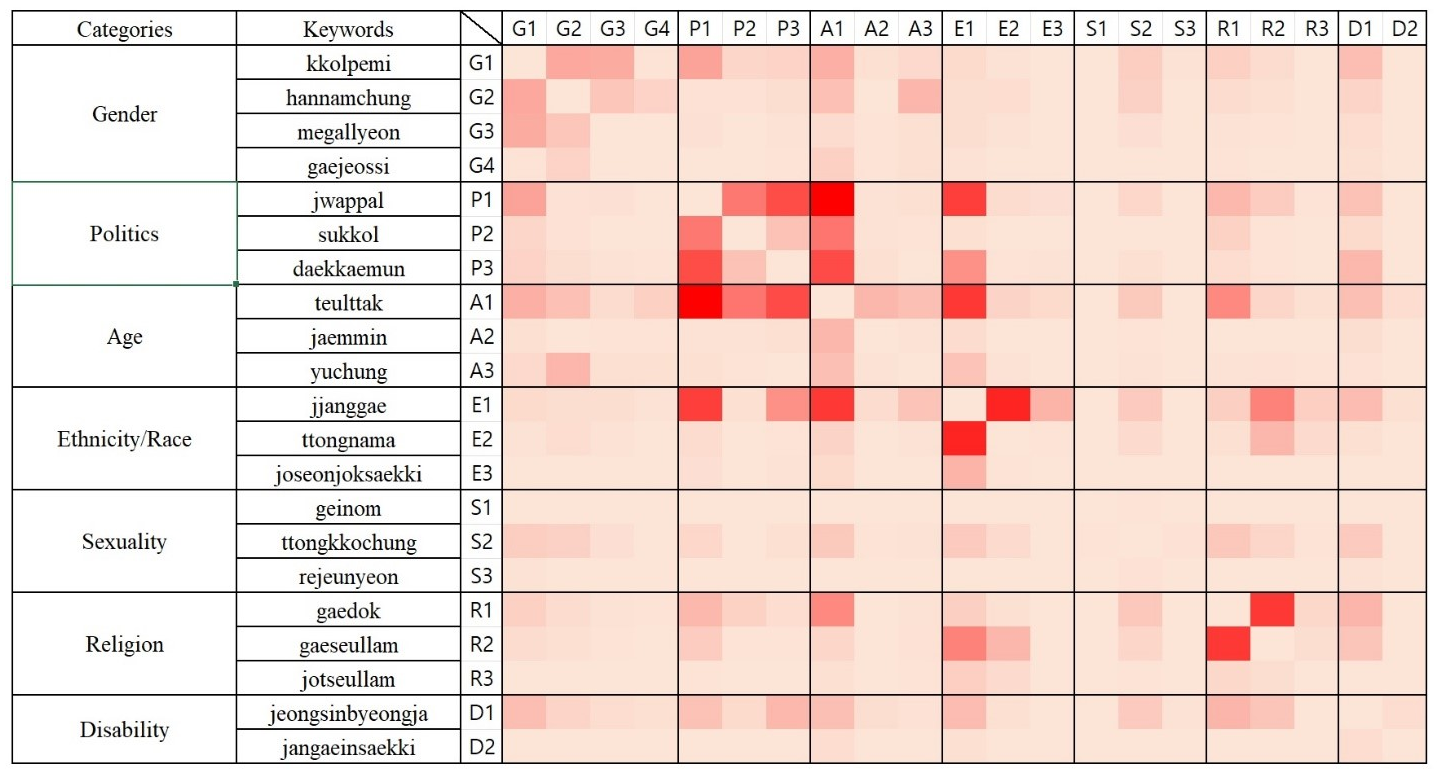 Categories Keywords G1 G2 G3 G4 P1 P2 P3 A1 A2 A3 E1 E2 E3 S1 S2 S3 R1 R2 R3 D1 D2
Gender
kkolpemi G1
hannamchung G2
megallyeon G3
gaejeossi G4
Politics
jwappal P1
sukkol P2
daekkaemun P3
Age
teulttak A1
jaemmin A2
yuchung A3
Ethnicity/Race
jjanggae E1
ttongnama E2
joseonjoksaekki E3
Sexuality
geinom S1
ttongkkochung S2
rejeunyeon S3
Religion
gaedok R1
gaeseullam R2
jotseullam R3
Disability
jeongsinbyeongja D1
jangaeinsaekki D2